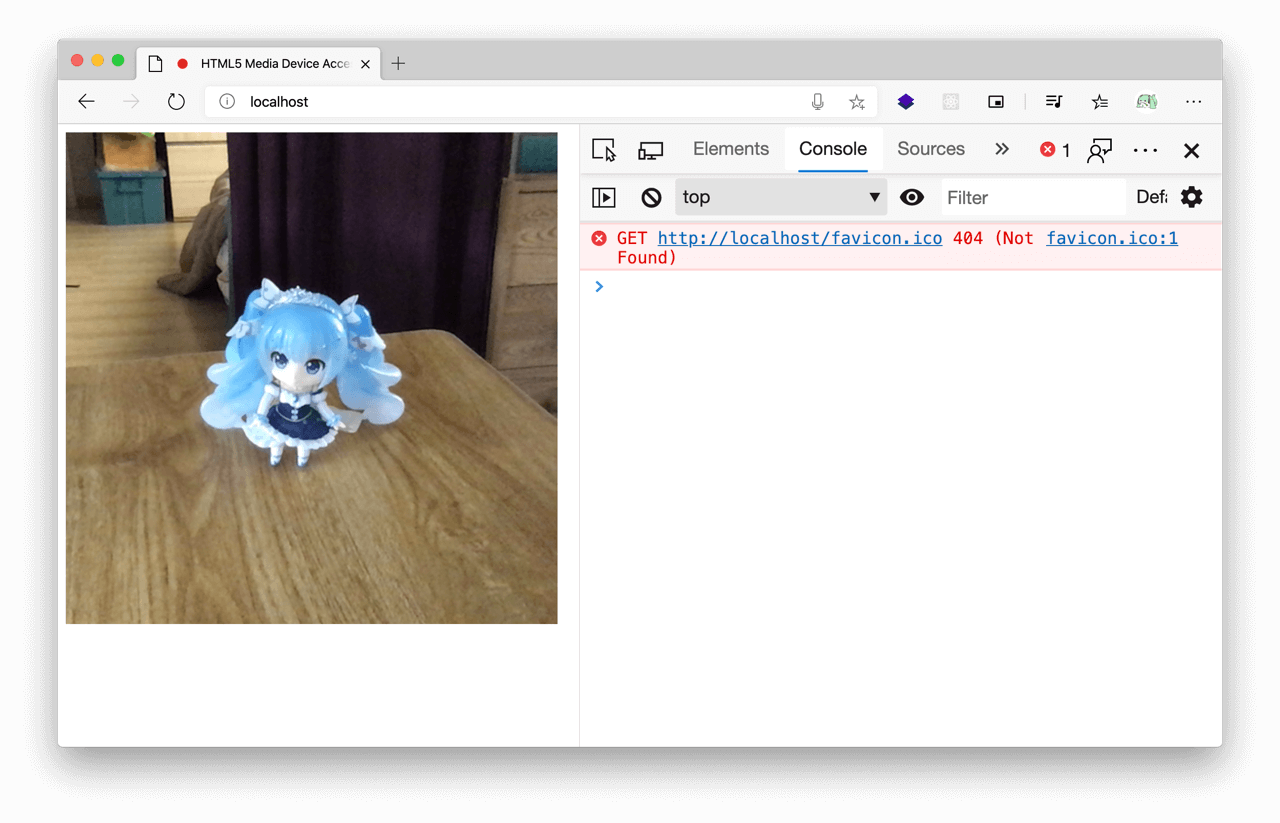 HTML5 Media Device Acce
localhost
Elements Console Sources 1
top Filter Defa
GET http://localhost/favicon.ico 404 (Not favicon.ico:1
Found)